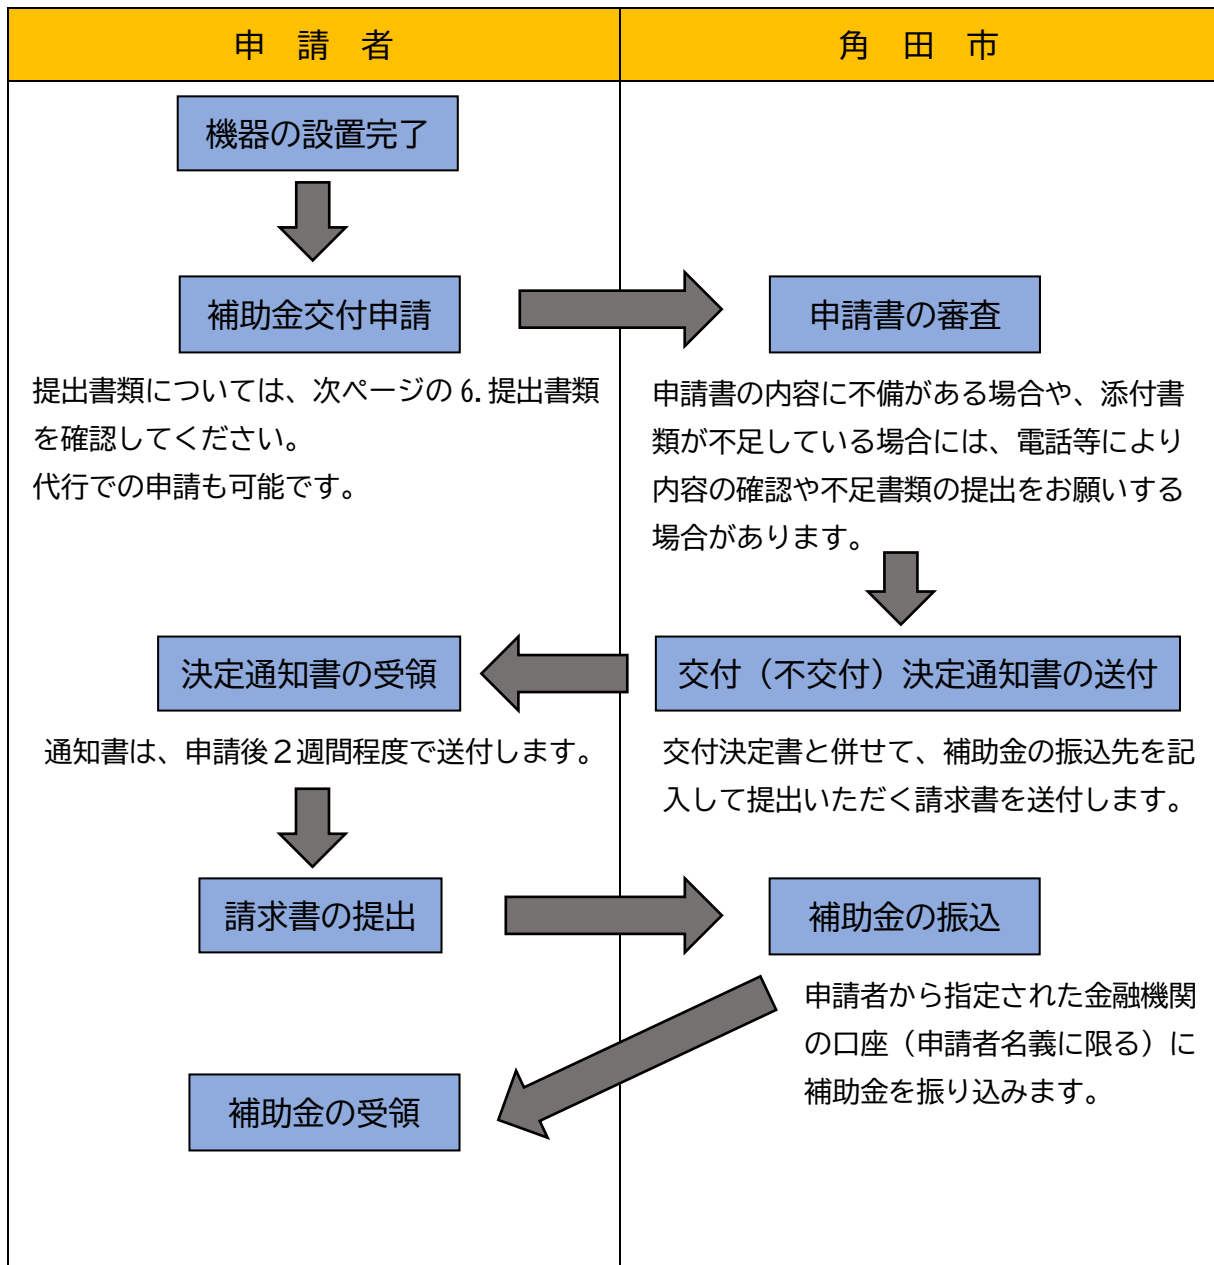 申 請 者
角 田 市
機器の設置完了
補助金交付申請
申請書の審査
提出書類については、次ページの 6.提出書類
を確認してください。
代行での申請も可能です。
申請書の内容に不備がある場合や、添付書
類が不足している場合には、電話等により
内容の確認や不足書類の提出をお願いする
場合があります。
決定通知書の受領
交付（不交付）決定通知書の送付
通知書は、申請後２週間程度で送付します。
交付決定書と併せて、補助金の振込先を記
入して提出いただく請求書を送付します。
請求書の提出
補助金の振込
申請者から指定された金融機関
の口座（申請者名義に限る）に
補助金を振り込みます。
補助金の受領